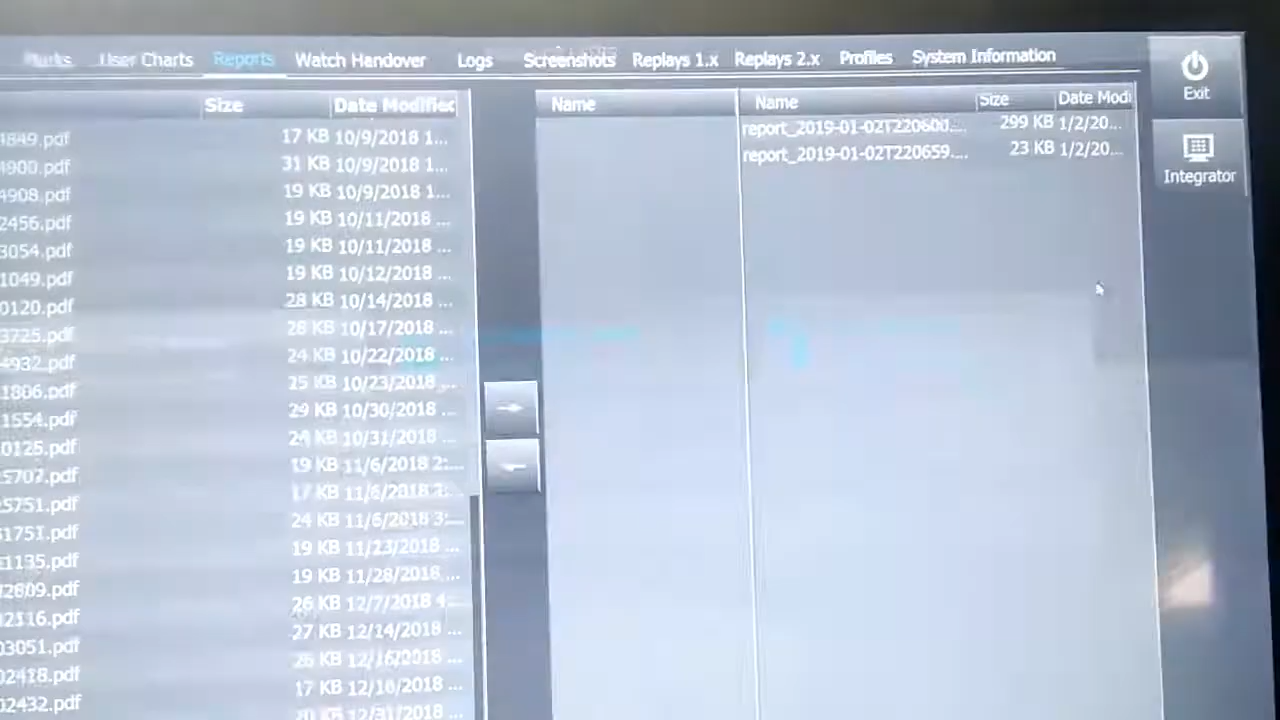 Marks User Charts Reports Watch Handover Logs Screenshots Replays 1.x Replays 2.x Profiles System Information
Exit
Integrator
Size Date Modified
4849.pdf 17 KB 10/9/2018 1...
4900.pdf 31 KB 10/9/2018 1...
4908.pdf 19 KB 10/9/2018 1...
2456.pdf 19 KB 10/11/2018 ...
3054.pdf 19 KB 10/11/2018 ...
1049.pdf 19 KB 10/12/2018 ...
0120.pdf 28 KB 10/14/2018 ...
3725.pdf 28 KB 10/17/2018 ...
4932.pdf 24 KB 10/22/2018 ...
1806.pdf 25 KB 10/23/2018 ...
1554.pdf 29 KB 10/30/2018 ...
0125.pdf 24 KB 10/31/2018 ...
5707.pdf 19 KB 11/6/2018 2:...
5751.pdf 17 KB 11/6/2018 2:...
1751.pdf 24 KB 11/6/2018 3:...
1135.pdf 19 KB 11/23/2018 ...
2809.pdf 19 KB 11/28/2018 ...
2116.pdf 26 KB 12/7/2018 4:...
03051.pdf 27 KB 12/14/2018 ...
02418.pdf 26 KB 12/16/2018 ...
02432.pdf 17 KB 12/16/2018 ...
12/31/2018 ...
Name
Name Size Date Modi
report_2019-01-02T220600.... 299 KB 1/2/20...
report_2019-01-02T220659.... 23 KB 1/2/20...